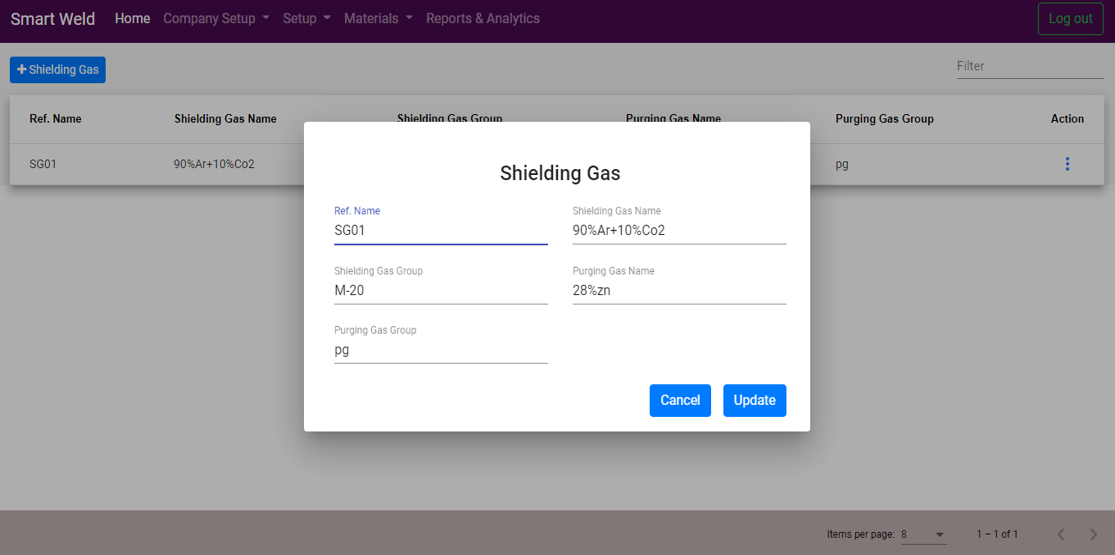 Smart Weld Home Company Setup Setup Materials Reports & Analytics Log out
+ Shielding Gas Filter
Ref. Name Shielding Gas Name Shielding Gas Group Purging Gas Name Purging Gas Group Action
SG01 90%Ar+10%Co2 pg
Shielding Gas
Ref. Name Shielding Gas Name
SG01 90%Ar+10%Co2
Shielding Gas Group Purging Gas Name
M-20 28%zn
Purging Gas Group
pg
Cancel Update
Items per page: 8 1 – 1 of 1